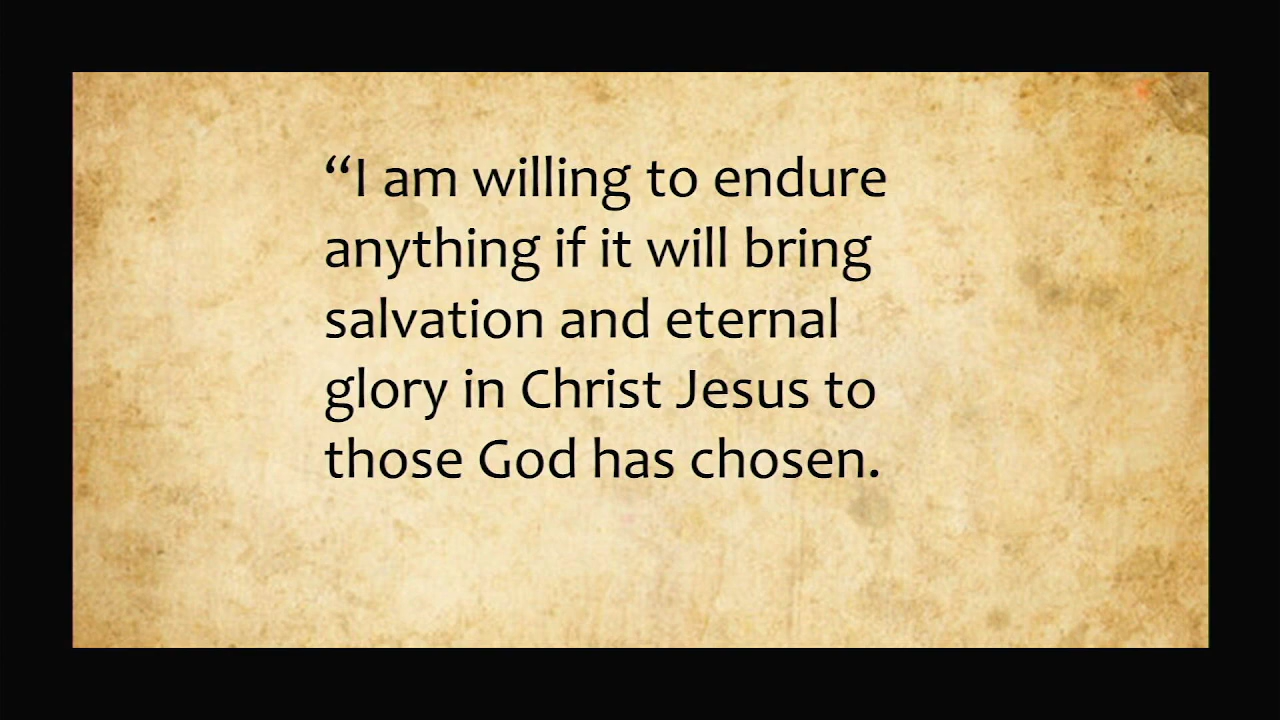 “I am willing to endure
anything if it will bring
salvation and eternal
glory in Christ Jesus to
those God has chosen.